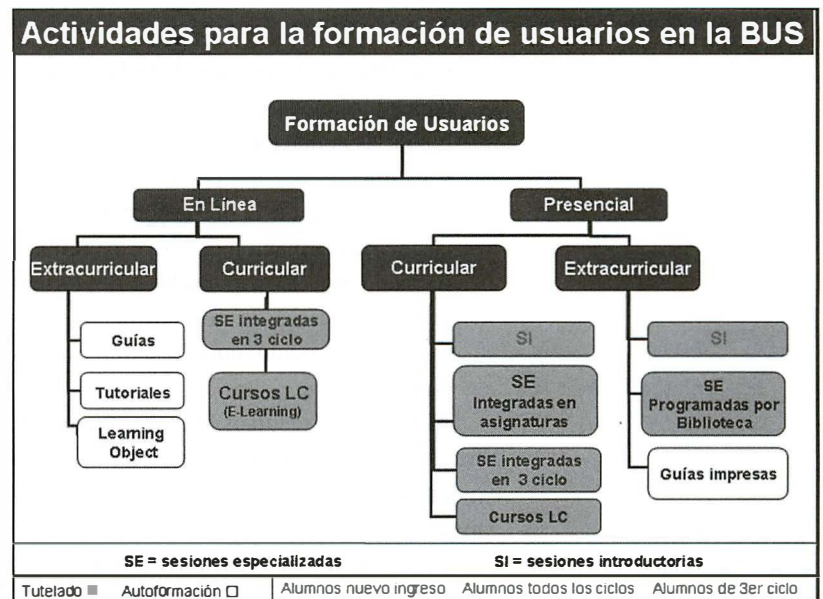 Actividades para la formación de usuarios en la BUS
Formación de Usuarios
En Línea
Presencial
Extracurricular
Curricular
Curricular
Extracurricular
Guías
Tutoriales
Learning
Object
SE integradas
en 3 ciclo
Cursos LC
(E-Learning)
SI
SE
Integradas en
asignaturas
SE integradas
en 3 ciclo
Cursos LC
SI
SE
Programadas por
Biblioteca
Guías impresas
SE = sesiones especializadas
SI = sesiones introductorias
Tutelado
Autoformación
Alumnos nuevo ingreso
Alumnos todos los ciclos
Alumnos de 3er ciclo